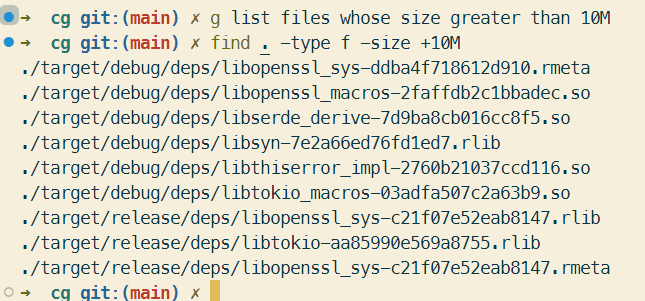 ➜ cg git:(main) ✗ g list files whose size greater than 10M
➜ cg git:(main) ✗ find . -type f -size +10M
./target/debug/deps/libopenssl_sys-ddba4f718612d910.rmeta
./target/debug/deps/libopenssl_macros-2faffdb2c1bbadec.so
./target/debug/deps/libserde_derive-7d9ba8cb016cc8f5.so
./target/debug/deps/libsyn-7e2a66ed76fd1ed7.rlib
./target/debug/deps/libthiserror_impl-2760b21037ccd116.so
./target/debug/deps/libtokio_macros-03adfa507c2a63b9.so
./target/release/deps/libopenssl_sys-c21f07e52eab8147.rlib
./target/release/deps/libtokio-aa85990e569a8755.rlib
./target/release/deps/libopenssl_sys-c21f07e52eab8147.rmeta
➜ cg git:(main) ✗